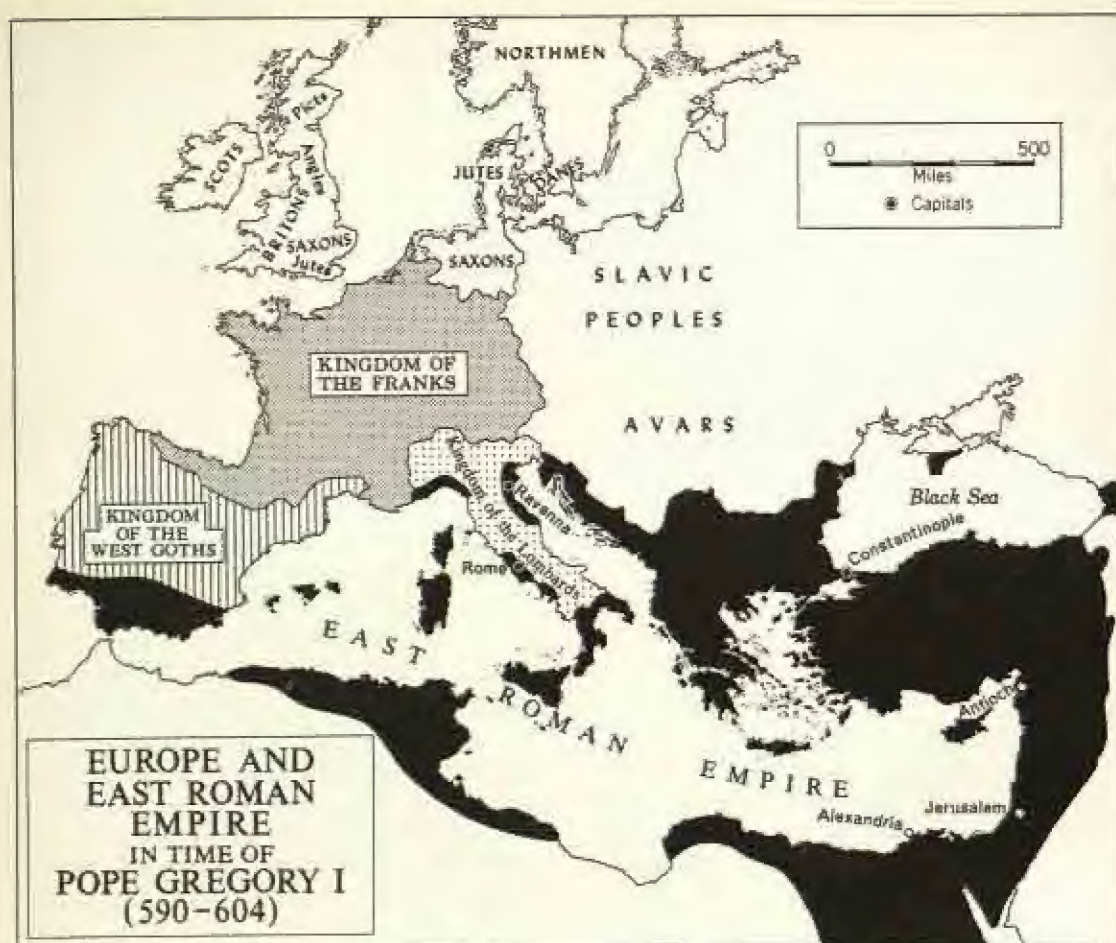 NORTHMEN
Picts
SCOTS
Angles
BRITONS
SAXONS
Jutes
JUTES
DANES
SAXONS
0 500
Miles
Capitals
SLAVIC
PEOPLES
KINGDOM OF
THE FRANKS
AVARS
KINGDOM
OF THE
WEST GOTHS
Kingdom of the Lombards
Ravenna
Rome
Black Sea
Constantinople
EAST ROMAN EMPIRE
Antioch
Jerusalem
Alexandria
EUROPE AND
EAST ROMAN
EMPIRE
IN TIME OF
POPE GREGORY I
(590–604)